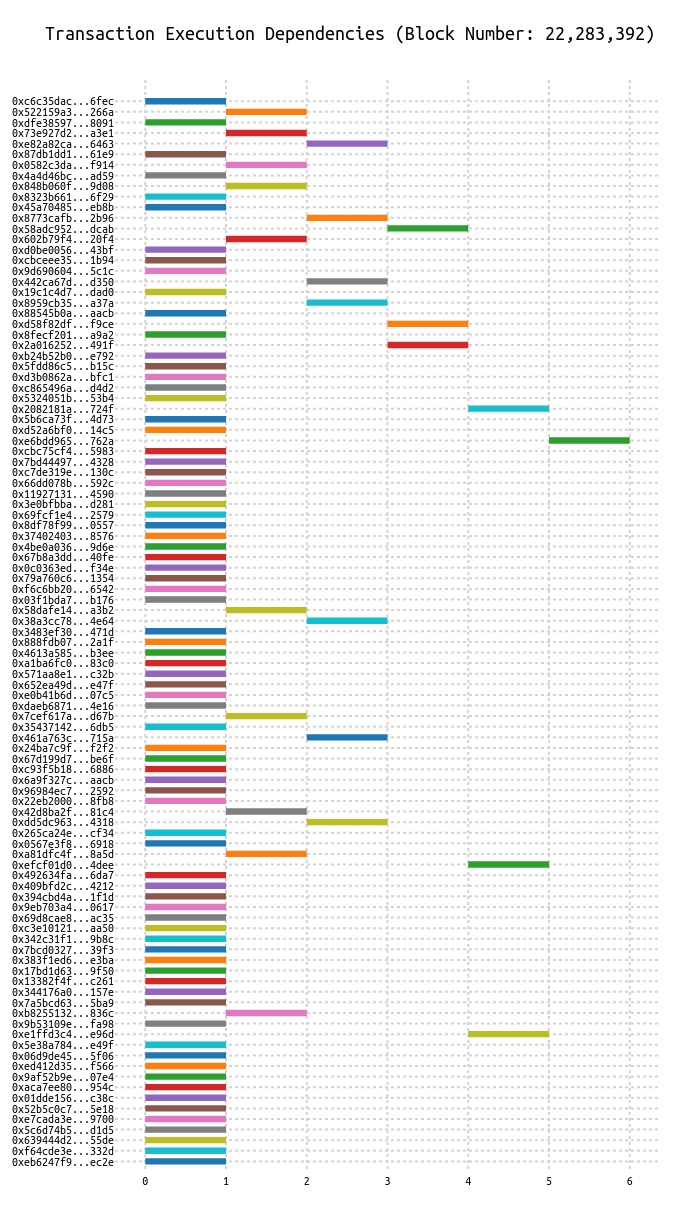 Transaction Execution Dependencies (Block Number: 22,283,392)
0xc6c35dac...6fec
0x522159a3...266a
0xdfe38597...8091
0x73e927d2...a3e1
0xe82a82ca...6463
0x87db1dd1...61e9
0x0582c3da...f914
0x4a4d46bc...ad59
0x848b060f...9d08
0x8323b661...6f29
0x45a70485...eb8b
0x8773cafb...2b96
0x58adc952...dcab
0x602b79f4...20f4
0xd0be0056...43bf
0xcbceee35...1b94
0x9d690604...5c1c
0x442ca67d...d350
0x19c1c4d7...dad0
0x8959cb35...a37a
0x88545b0a...aacb
0xd58f82df...f9ce
0x8fecf201...a9a2
0x2a016252...491f
0xb24b52b0...e792
0x5fdd86c5...b15c
0xd3b0862a...bfc1
0xc865496a...d4d2
0x5324051b...53b4
0x2082181a...724f
0x5b6ca73f...4d73
0xd52a6bf0...14c5
0xe6bdd965...762a
0xcbc75cf4...5983
0x7bd44497...4328
0xc7de319e...130c
0x66dd078b...592c
0x11927131...4590
0x3e0bfbba...d281
0x69fcf1e4...2579
0x8df78f99...0557
0x37402403...8576
0x4be0a036...9d6e
0x67b8a3dd...40fe
0x0c0363ed...f34e
0x79a760c6...1354
0xf6c6bb20...6542
0x03f1bda7...b176
0x58dafe14...a3b2
0x38a3cc78...4e64
0x3483ef30...471d
0x888fdb07...2a1f
0x4613a585...b3ee
0xa1ba6fc0...83c0
0x571aa8e1...c32b
0x652ea49d...e47f
0xe0b41b6d...07c5
0xdaeb6871...4e16
0x7cef617a...d67b
0x35437142...6db5
0x461a763c...715a
0x24ba7c9f...f2f2
0x67d199d7...be6f
0xc93f5b18...6886
0x6a9f327c...aacb
0x96984ec7...2592
0x22eb2000...8fb8
0x42d8ba2f...81c4
0xdd5dc963...4318
0x265ca24e...cf34
0x0567e3f8...6918
0xa81dfc4f...8a5d
0xefcf01d0...4dee
0x492634fa...6da7
0x409bfd2c...4212
0x394cbd4a...1f1d
0x9eb703a4...0617
0x69d8cae8...ac35
0xc3e10121...aa50
0x342c31f1...9b8c
0x7bcd0327...39f3
0x383f1ed6...e3ba
0x17bd1d63...9f50
0x13382f4f...c261
0x344176a0...157e
0x7a5bcd63...5ba9
0xb8255132...836c
0x9b53109e...fa98
0xe1ffd3c4...e96d
0x5e38a784...e49f
0x06d9de45...5f06
0xed412d35...f566
0x9af52b9e...07e4
0xaca7ee80...954c
0x01dde156...c38c
0x52b5c0c7...5e18
0xe7cada3e...9700
0x5c6d74b5...d1d5
0x639444d2...55de
0xf64cde3e...332d
0xeb6247f9...ec2e
0 1 2 3 4 5 6